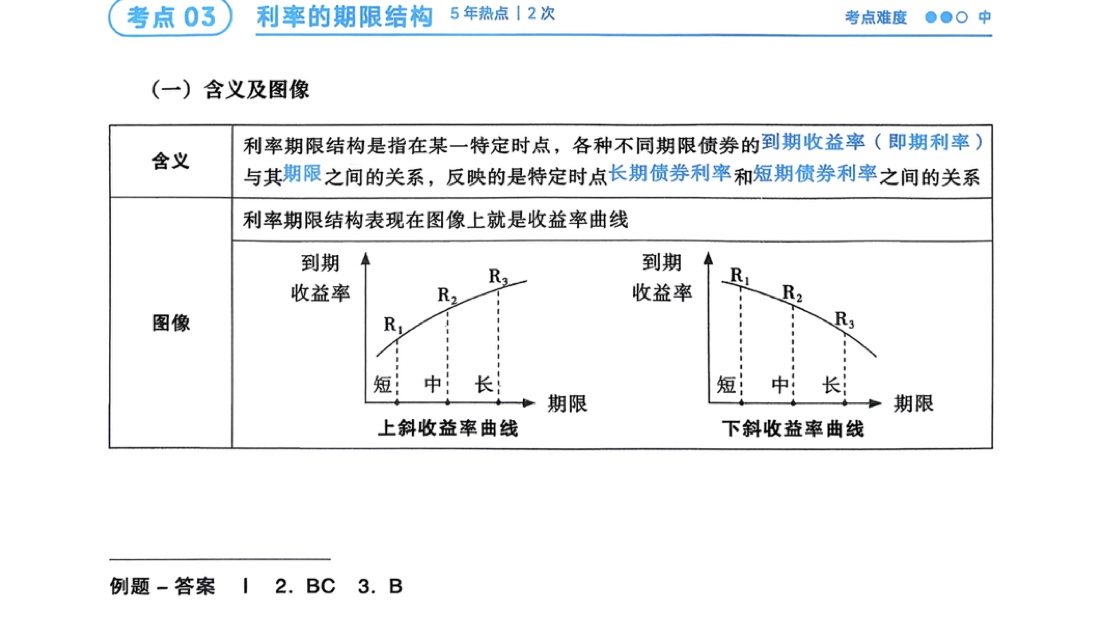 考点 03 利率的期限结构 5年热点 | 2次 考点难度 中
（一）含义及图像
含义
利率期限结构是指在某一特定时点，各种不同期限债券的到期收益率（即期利率）
与其期限之间的关系，反映的是特定时点长期债券利率和短期债券利率之间的关系
图像
利率期限结构表现在图像上就是收益率曲线
到期
收益率
R₁
R₂
R₃
短 中 长
期限
上斜收益率曲线
到期
收益率
R₁
R₂
R₃
短 中 长
期限
下斜收益率曲线
例题 – 答案 | 2. BC 3. B